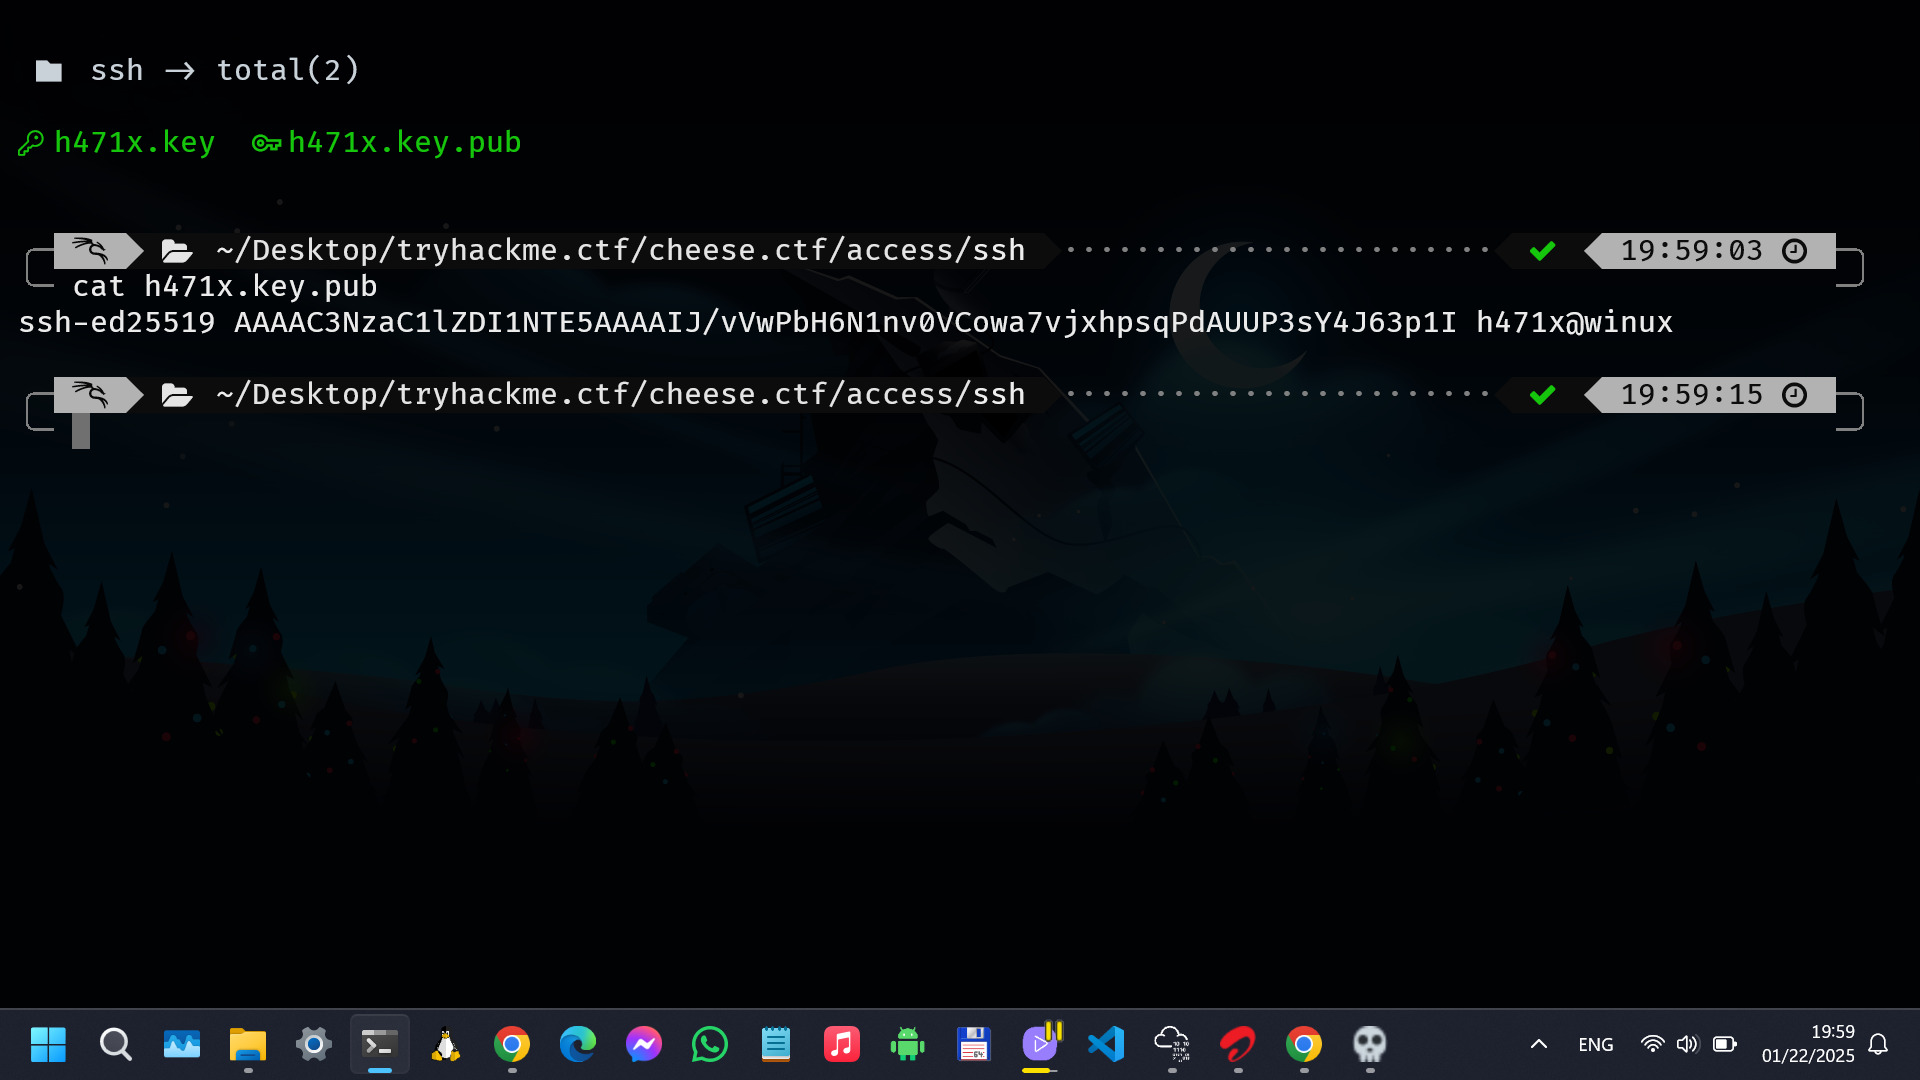 ssh → total(2)
h471x.key h471x.key.pub
~/Desktop/tryhackme.ctf/cheese.ctf/access/ssh 19:59:03
cat h471x.key.pub
ssh-ed25519 AAAAC3NzaC1lZDI1NTE5AAAAIJ/vVwPbH6N1nv0VCowa7vjxhpsqPdAUUP3sY4J63p1I h471x@winux
~/Desktop/tryhackme.ctf/cheese.ctf/access/ssh 19:59:15
ENG
19:59
01/22/2025